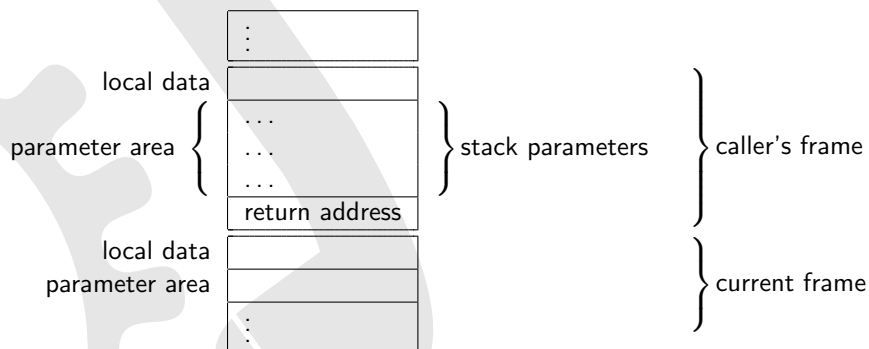 ⋮
local data
parameter area
...
...
...
stack parameters
caller's frame
return address
local data
parameter area
current frame
⋮